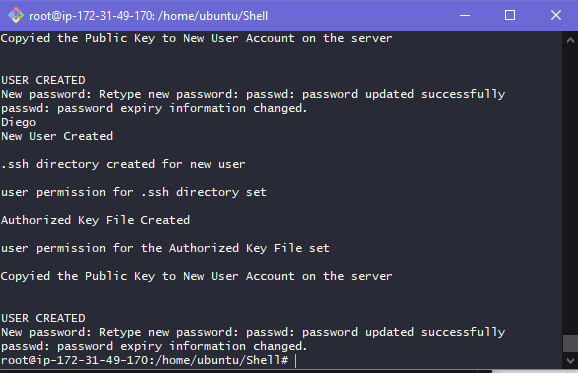 root@ip-172-31-49-170: /home/ubuntu/Shell
Copyied the Public Key to New User Account on the server
USER CREATED
New password: Retype new password: passwd: password updated successfully
passwd: password expiry information changed.
Diego
New User Created
.ssh directory created for new user
user permission for .ssh directory set
Authorized Key File Created
user permission for the Authorized Key File set
Copyied the Public Key to New User Account on the server
USER CREATED
New password: Retype new password: passwd: password updated successfully
passwd: password expiry information changed.
root@ip-172-31-49-170:/home/ubuntu/Shell#